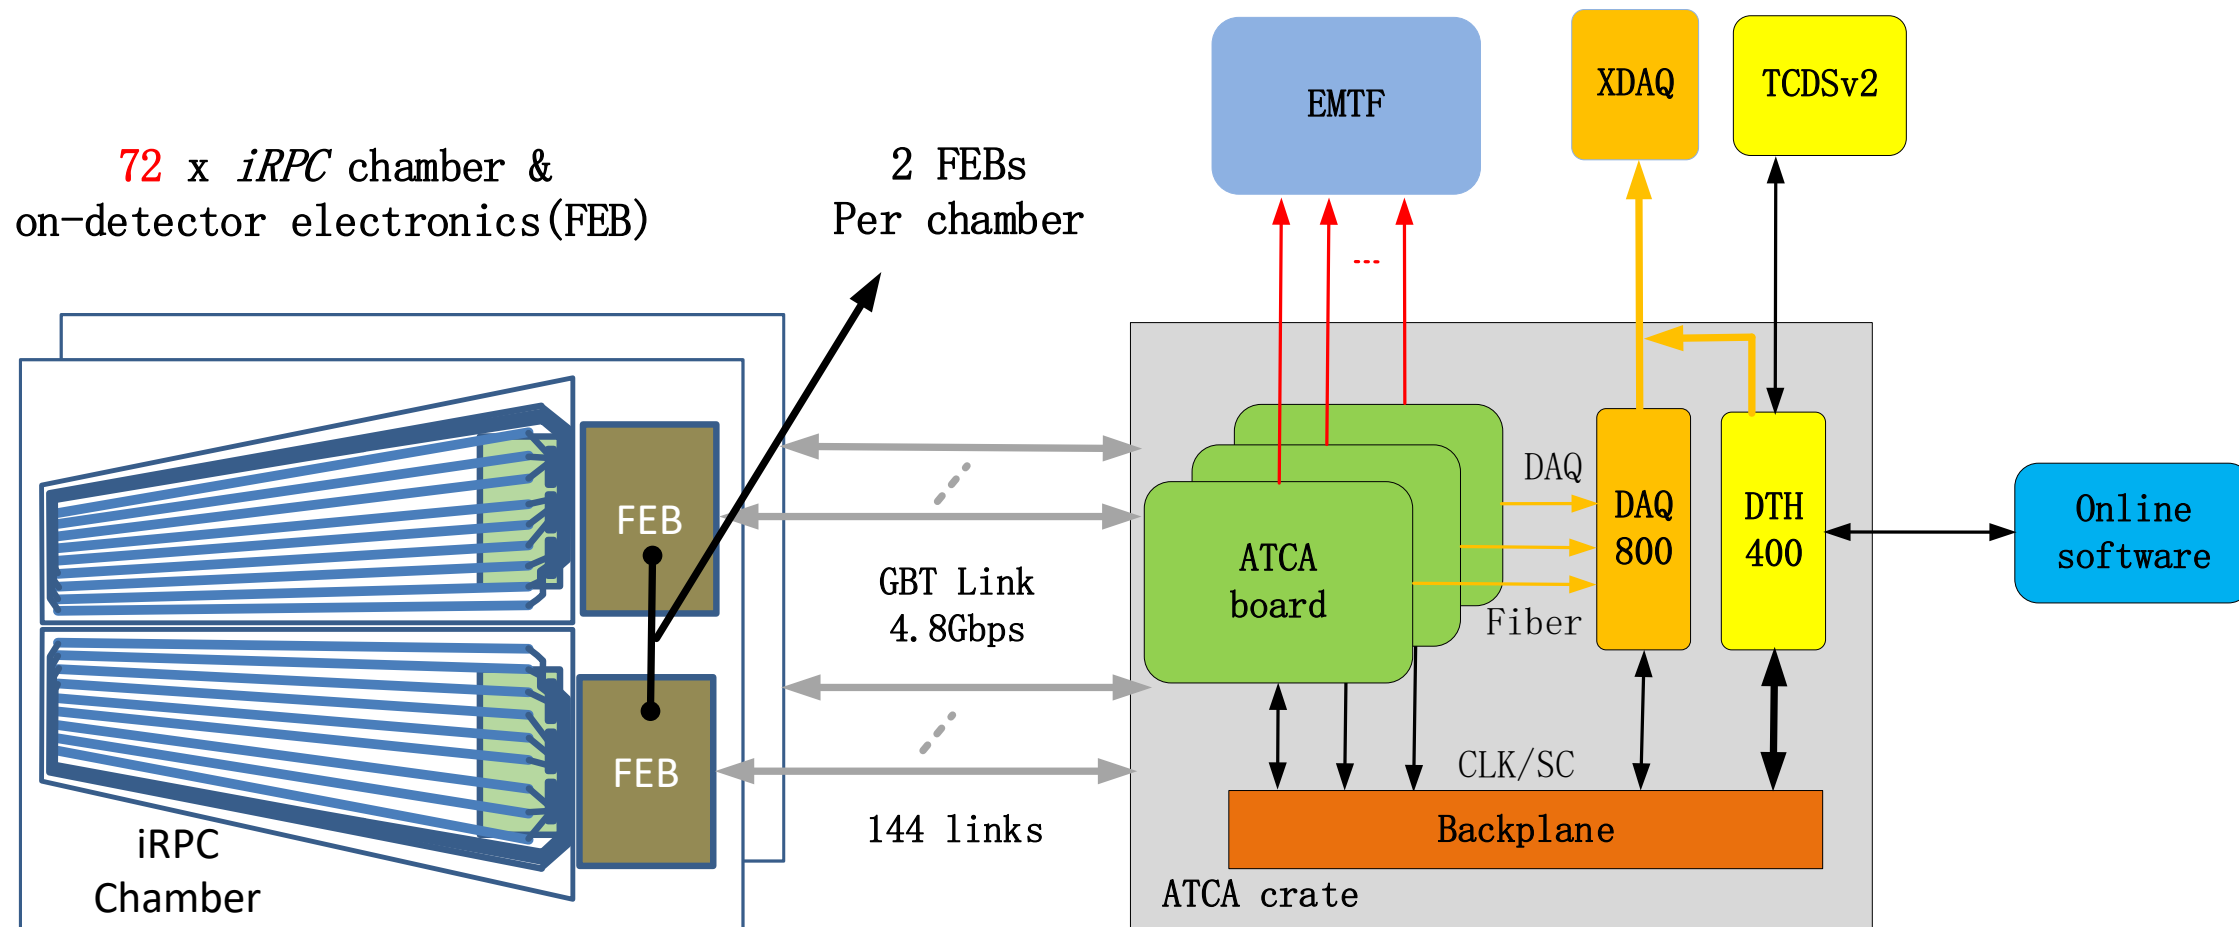 72 x iRPC chamber &
on-detector electronics(FEB)
2 FEBs
Per chamber
FEB
FEB
iRPC
Chamber
GBT Link
4.8Gbps
144 links
EMTF
XDAQ
TCDSv2
ATCA
board
DAQ
Fiber
DAQ
800
DTH
400
Online
software
CLK/SC
Backplane
ATCA crate